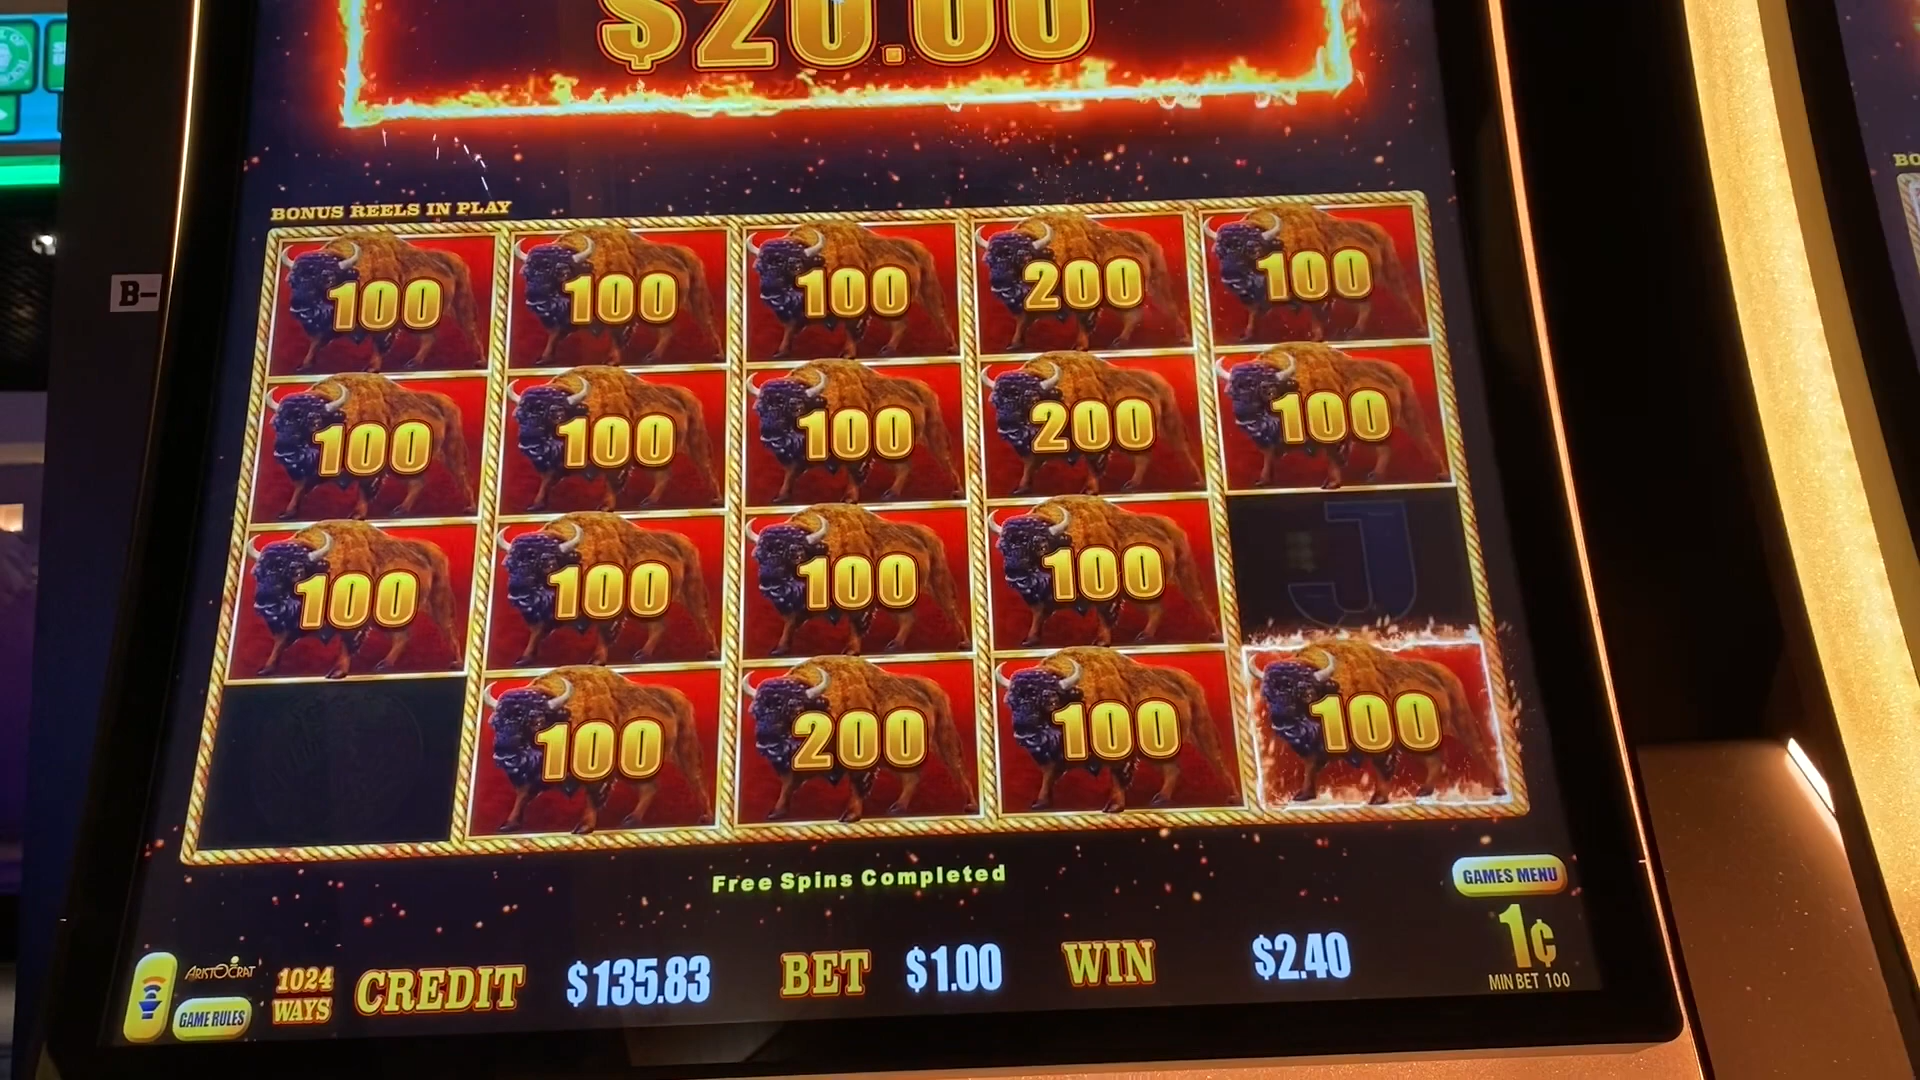 $20.00
BONUS REELS IN PLAY
100 100 100 200 100
100 100 100 200 100
100 100 100 100 J
100 200 100 100
Free Spins Completed
GAMES MENU
ARISTOCRAT
GAME RULES
1024
WAYS
CREDIT $135.83 BET $1.00 WIN $2.40
1¢
MIN BET 100
B-
BO